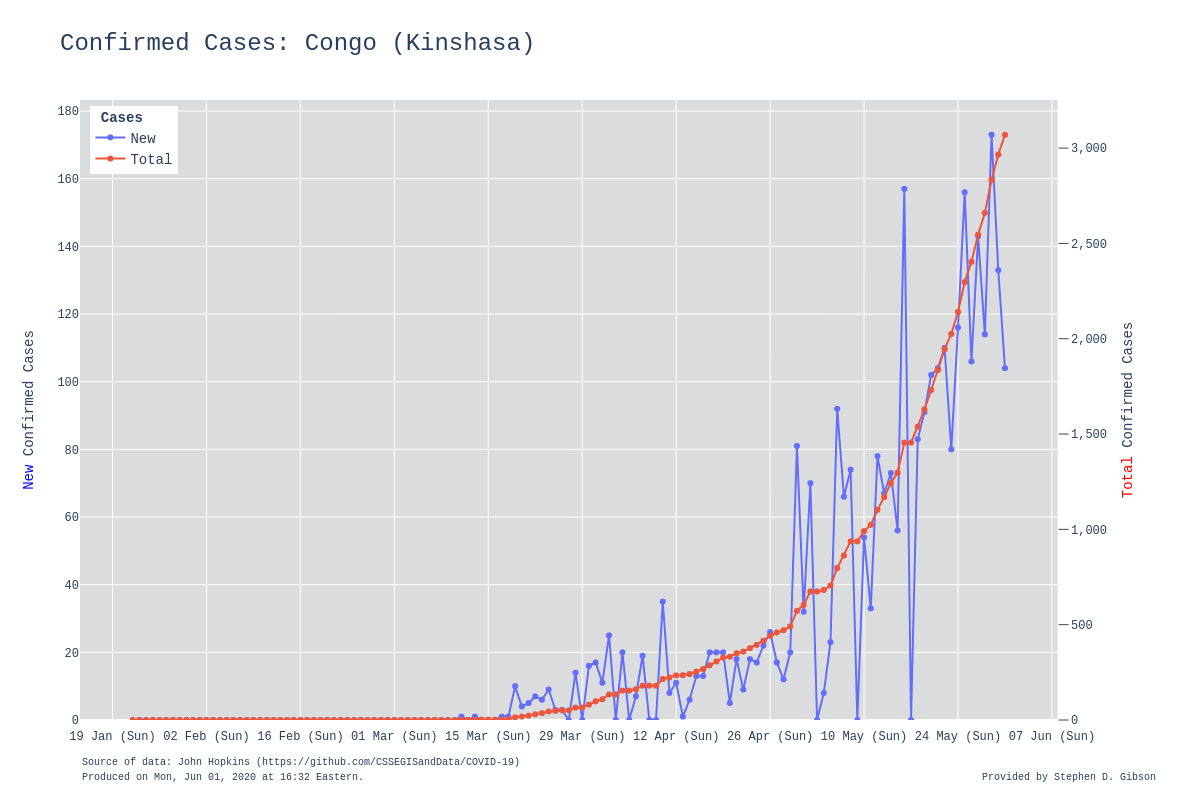 Confirmed Cases: Congo (Kinshasa)
Cases
New
Total
180
160
140
120
100
80
60
40
20
0
3,000
2,500
2,000
1,500
1,000
500
0
New Confirmed Cases
Total Confirmed Cases
19 Jan (Sun) 02 Feb (Sun) 16 Feb (Sun) 01 Mar (Sun) 15 Mar (Sun) 29 Mar (Sun) 12 Apr (Sun) 26 Apr (Sun) 10 May (Sun) 24 May (Sun) 07 Jun (Sun)
Source of data: John Hopkins (https://github.com/CSSEGISandData/COVID-19)
Produced on Mon, Jun 01, 2020 at 16:32 Eastern.
Provided by Stephen D. Gibson